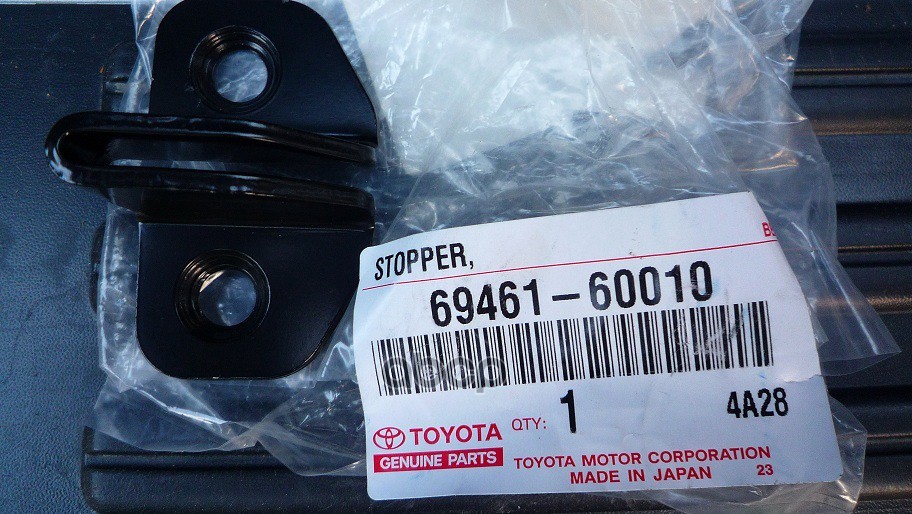 STOPPER,
69461-60010
QTY: 1
4A28
TOYOTA
GENUINE PARTS
TOYOTA MOTOR CORPORATION
MADE IN JAPAN 23